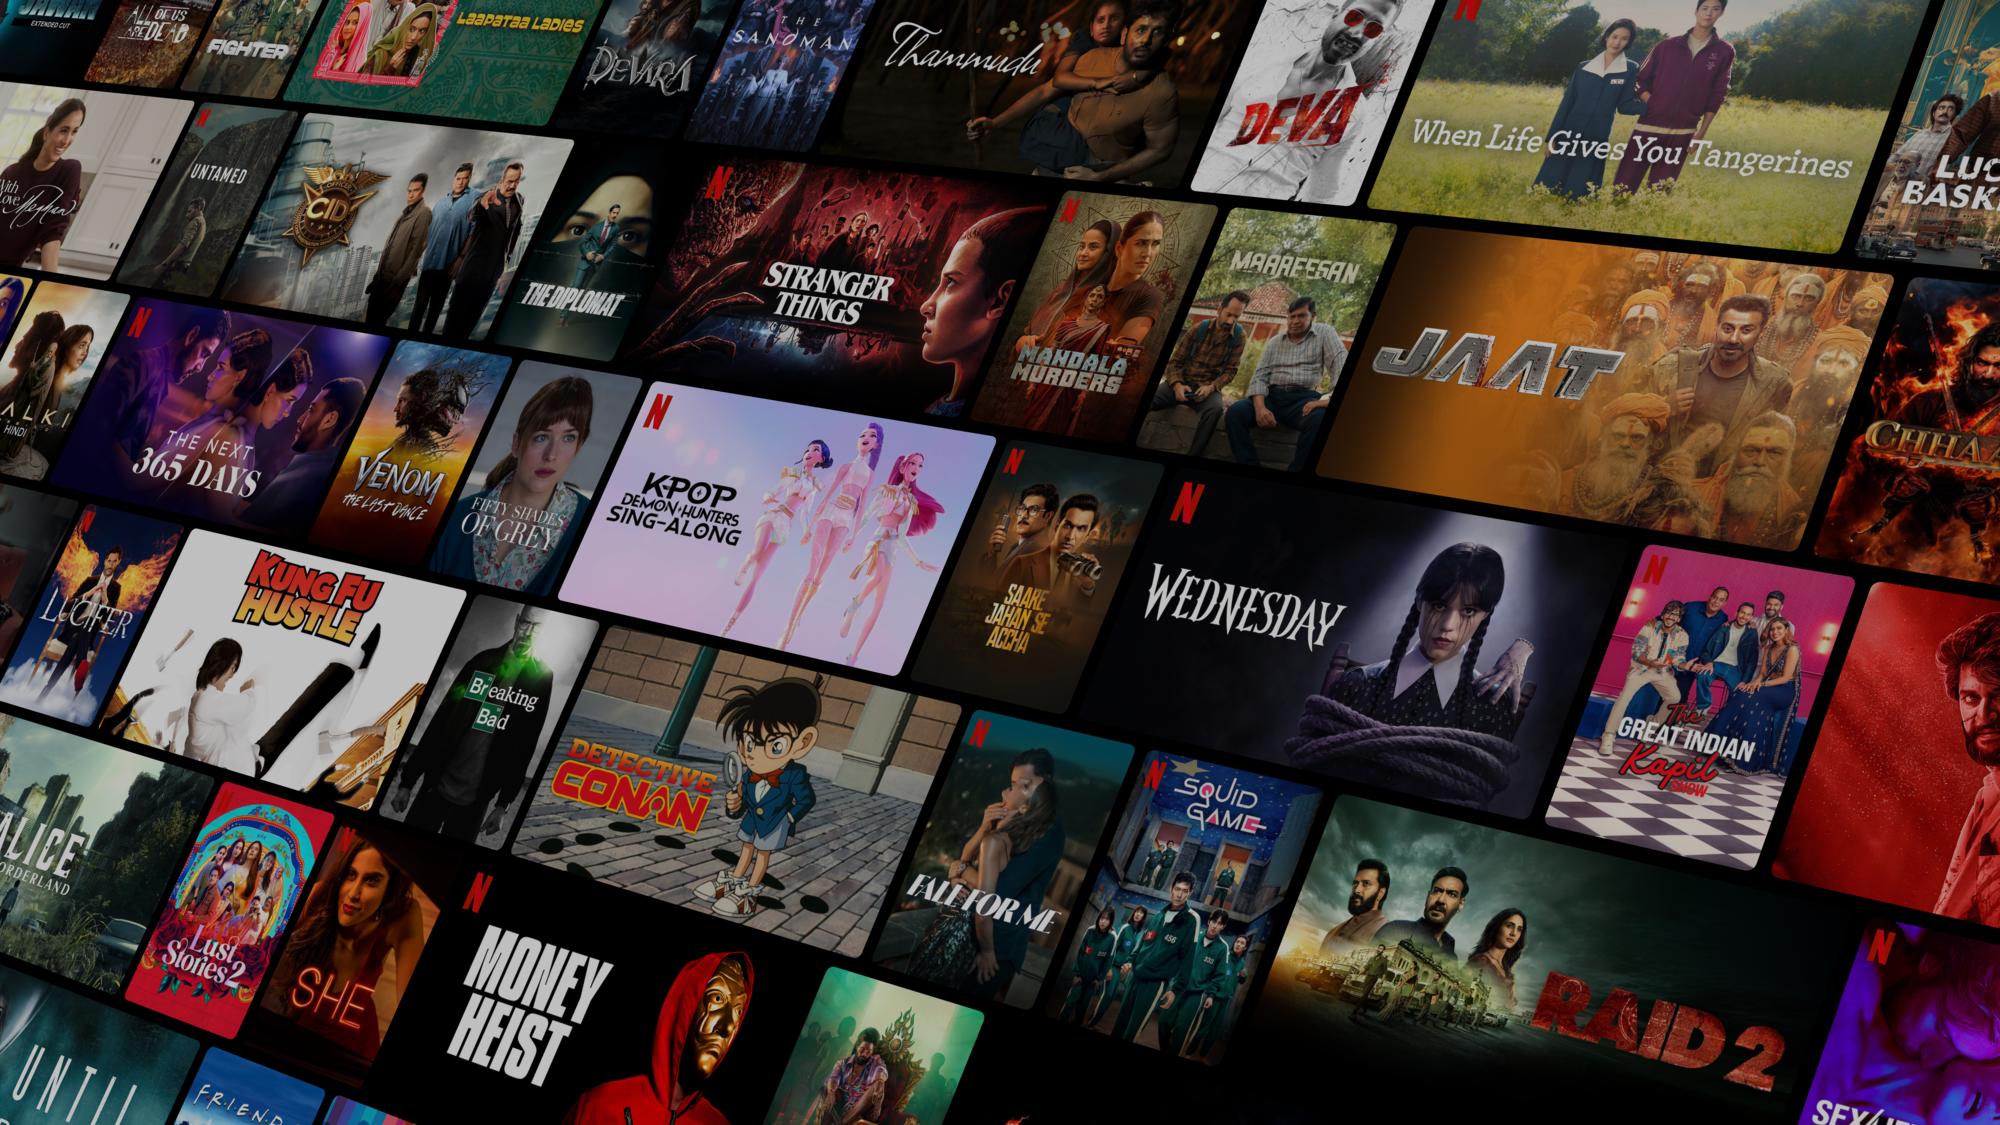 EXTENDED CUT
ALL OF US
ARE DEAD
FIGHTER
Laapataa Ladies
DEVARA
THE
SANDMAN
Thammudu
DEVA
When Life Gives You Tangerines
BASK
With
Love,
Meghan
UNTAMED
OFFICER
CID
THE DIPLOMAT
STRANGER
THINGS
MANDALA
MURDERS
MAAREESAN
JAAT
ALKI
HINDI
THE NEXT
365 DAYS
VENOM
THE LAST DANCE
FIFTY SHADES
OF GREY
K-POP
DEMON HUNTERS
SING-ALONG
SAARE
JAHAN SE
ACCHA
WEDNESDAY
The
GREAT INDIAN
Kapil
SHOW
LUCIFER
KUNG FU
HUSTLE
Breaking
Bad
DETECTIVE
CONAN
FALL FOR ME
SQUID
GAME
456
RAID 2
ALICE
ORDERLAND
Lust
Stories 2
SHE
MONEY
HEIST
UNTIL
FRIEND
SEX/